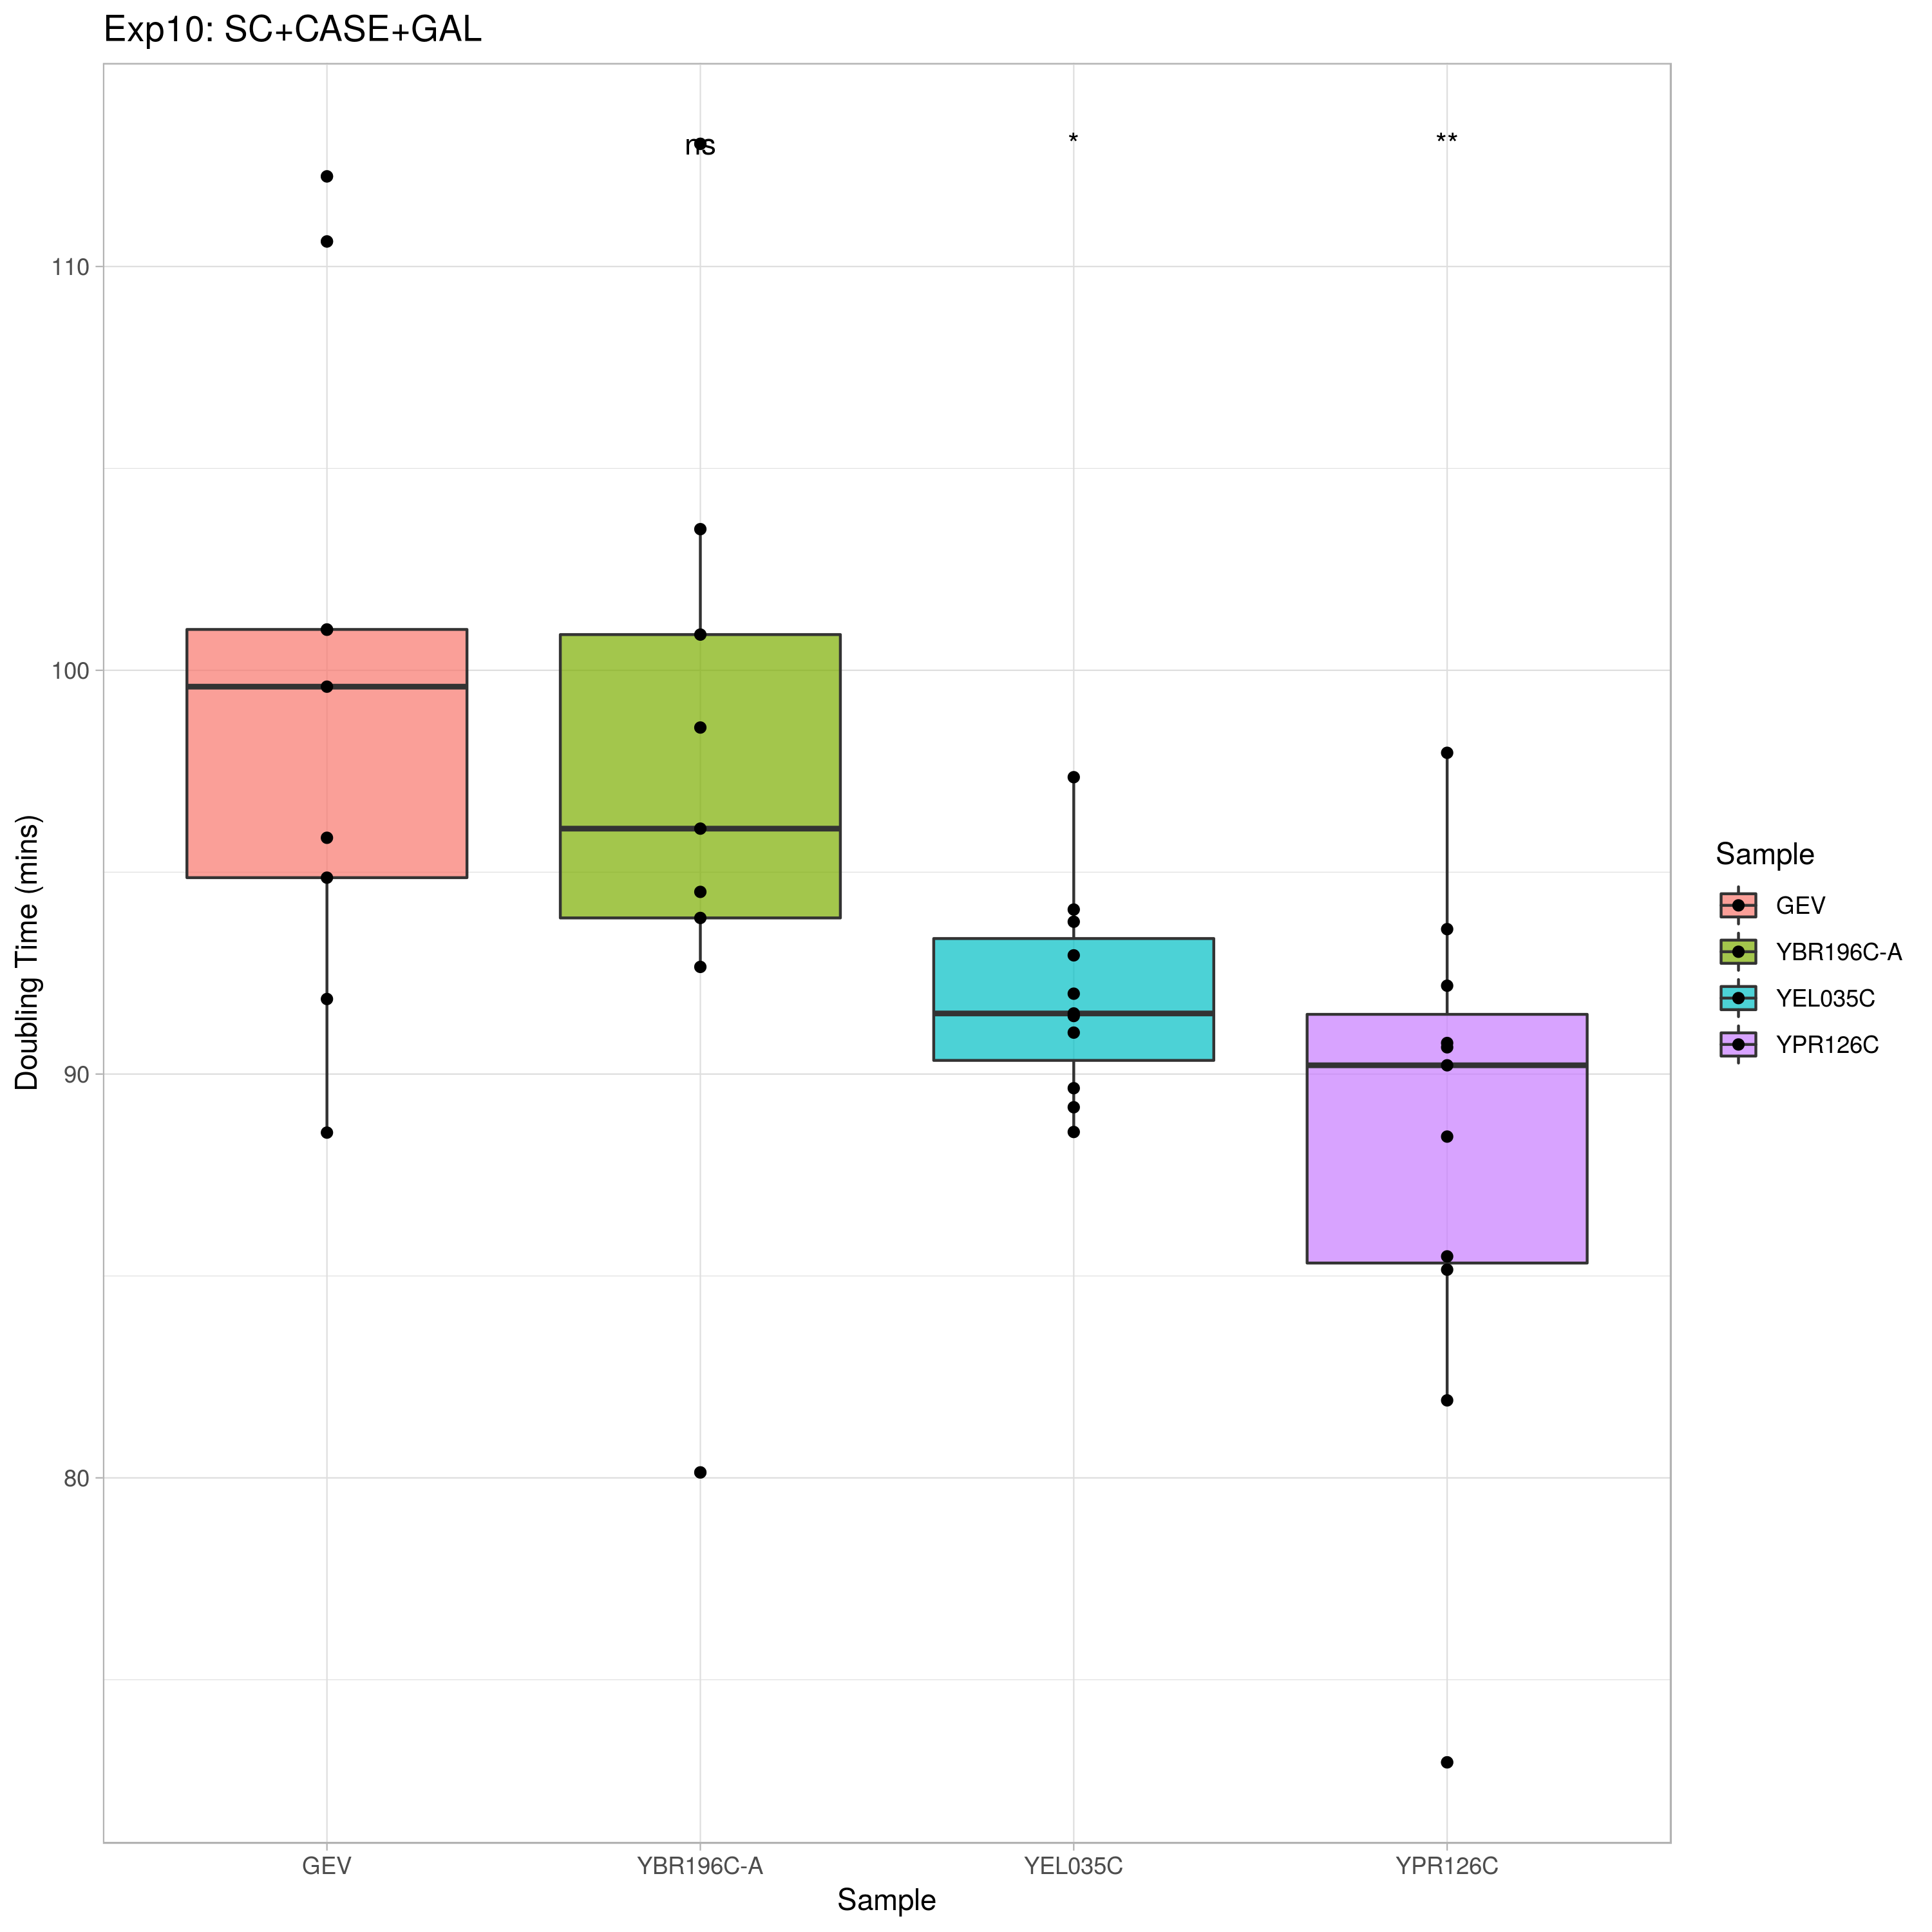 Exp10: SC+CASE+GAL
ns
*
**
110
100
90
80
Doubling Time (mins)
GEV
YBR196C-A
YEL035C
YPR126C
Sample
Sample
GEV
YBR196C-A
YEL035C
YPR126C